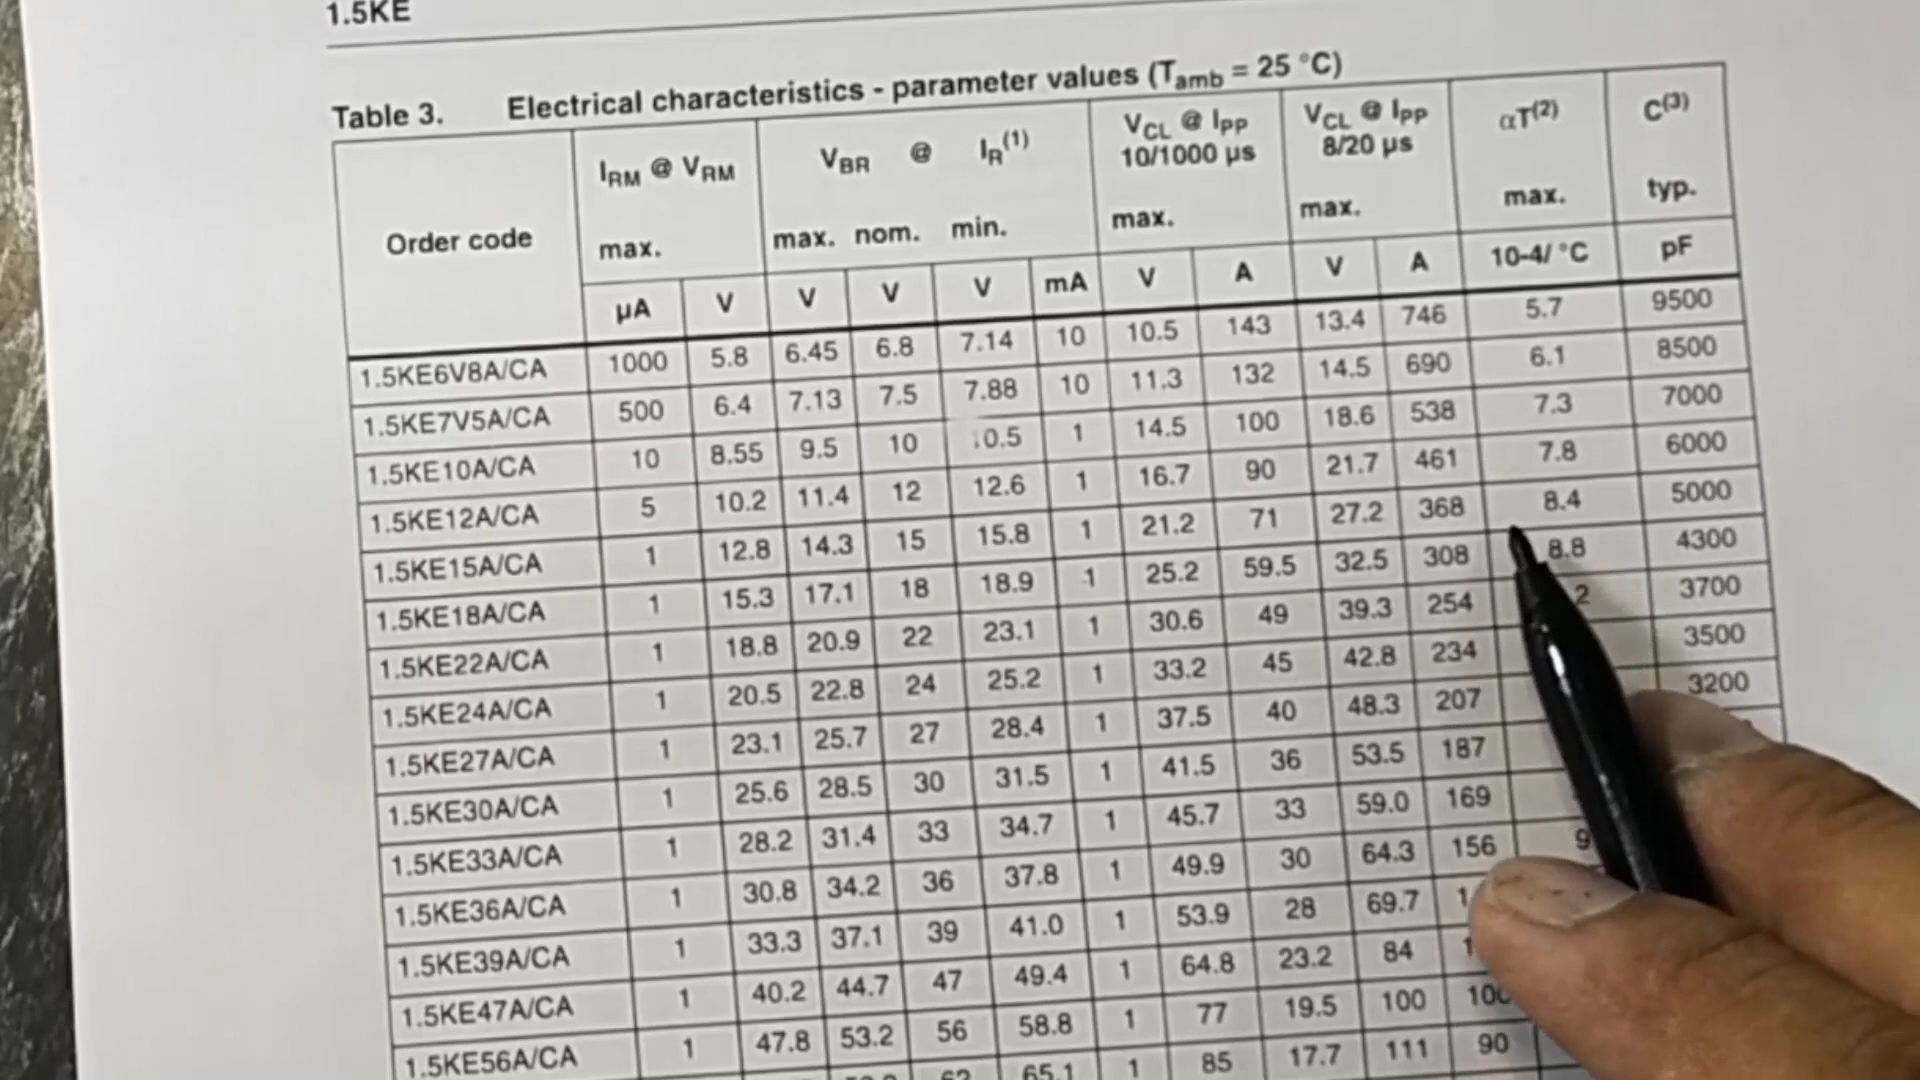 1.5KE
Table 3. Electrical characteristics - parameter values (Tamb = 25 °C)
Order code IRM @ VRM max. VBR @ IR(1) max. nom. min. VCL @ IPP 10/1000 µs max. VCL @ IPP 8/20 µs max. αT(2) max. C(3) typ.
µA V V V V mA V A V A 10-4/ °C pF
1.5KE6V8A/CA 1000 5.8 6.45 6.8 7.14 10 10.5 143 13.4 746 5.7 9500
1.5KE7V5A/CA 500 6.4 7.13 7.5 7.88 10 11.3 132 14.5 690 6.1 8500
1.5KE10A/CA 10 8.55 9.5 10 10.5 1 14.5 100 18.6 538 7.3 7000
1.5KE12A/CA 5 10.2 11.4 12 12.6 1 16.7 90 21.7 461 7.8 6000
1.5KE15A/CA 1 12.8 14.3 15 15.8 1 21.2 71 27.2 368 8.4 5000
1.5KE18A/CA 1 15.3 17.1 18 18.9 1 25.2 59.5 32.5 308 8.8 4300
1.5KE22A/CA 1 18.8 20.9 22 23.1 1 30.6 49 39.3 254 2 3700
1.5KE24A/CA 1 20.5 22.8 24 25.2 1 33.2 45 42.8 234 3500
1.5KE27A/CA 1 23.1 25.7 27 28.4 1 37.5 40 48.3 207 3200
1.5KE30A/CA 1 25.6 28.5 30 31.5 1 41.5 36 53.5 187
1.5KE33A/CA 1 28.2 31.4 33 34.7 1 45.7 33 59.0 169
1.5KE36A/CA 1 30.8 34.2 36 37.8 1 49.9 30 64.3 156 9
1.5KE39A/CA 1 33.3 37.1 39 41.0 1 53.9 28 69.7
1.5KE47A/CA 1 40.2 44.7 47 49.4 1 64.8 23.2 84
1.5KE56A/CA 1 47.8 53.2 56 58.8 1 77 19.5 100 100
65.1 1 85 17.7 111 90